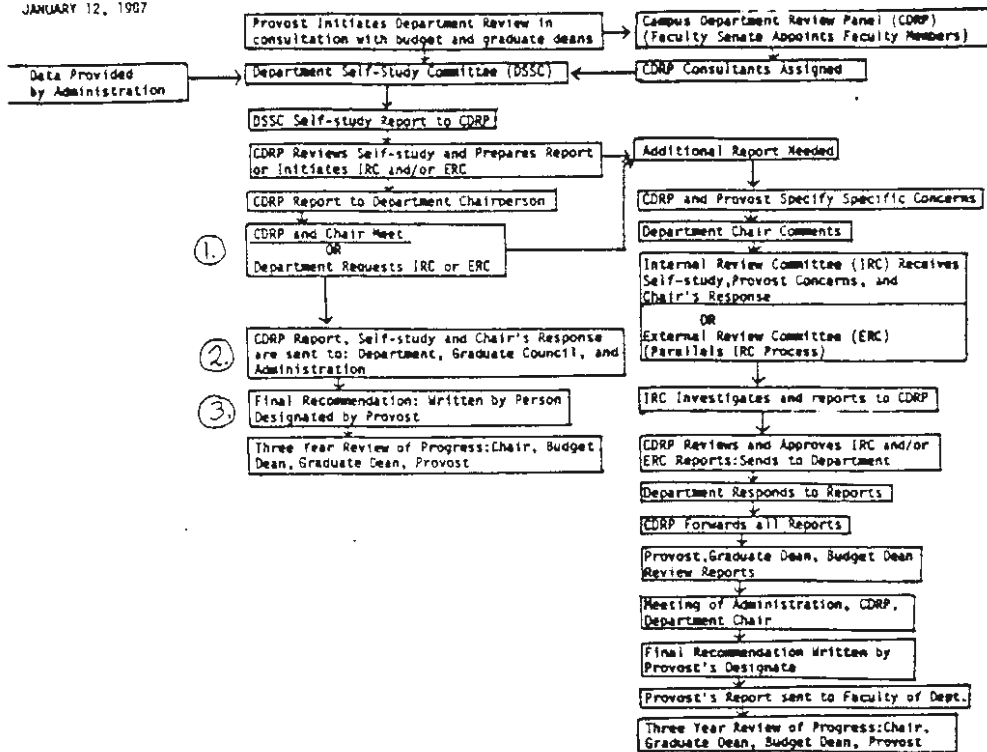 JANUARY 12, 1987
Provost Initiates Department Review in
consultation with budget and graduate deans
Campus Department Review Panel (CDRP)
(Faculty Senate Appoints Faculty Members)
Data Provided
by Administration
Department Self-Study Committee (DSSC)
CDRP Consultants Assigned
DSSC Self-study Report to CDRP
CDRP Reviews Self-study and Prepares Report
or Initiates IRC and/or ERC
CDRP Report to Department Chairperson
1.
CDRP and Chair Meet
OR
Department Requests IRC or ERC
2.
CDRP Report, Self-study and Chair's Response
are sent to: Department, Graduate Council, and
Administration
3.
Final Recommendation: Written by Person
Designated by Provost
Three Year Review of Progress:Chair, Budget
Dean, Graduate Dean, Provost
Additional Report Needed
CDRP and Provost Specify Specific Concerns
Department Chair Comments
Internal Review Committee (IRC) Receives
Self-study,Provost Concerns, and
Chair's Response
OR
External Review Committee (ERC)
(Parallels IRC Process)
IRC Investigates and reports to CDRP
CDRP Reviews and Approves IRC and/or
ERC Reports:Sends to Department
Department Responds to Reports
CDRP Forwards all Reports
Provost,Graduate Dean, Budget Dean
Review Reports
Meeting of Administration, CDRP,
Department Chair
Final Recommendation Written by
Provost's Designate
Provost's Report sent to Faculty of Dept.
Three Year Review of Progress:Chair,
Graduate Dean, Budget Dean, Provost